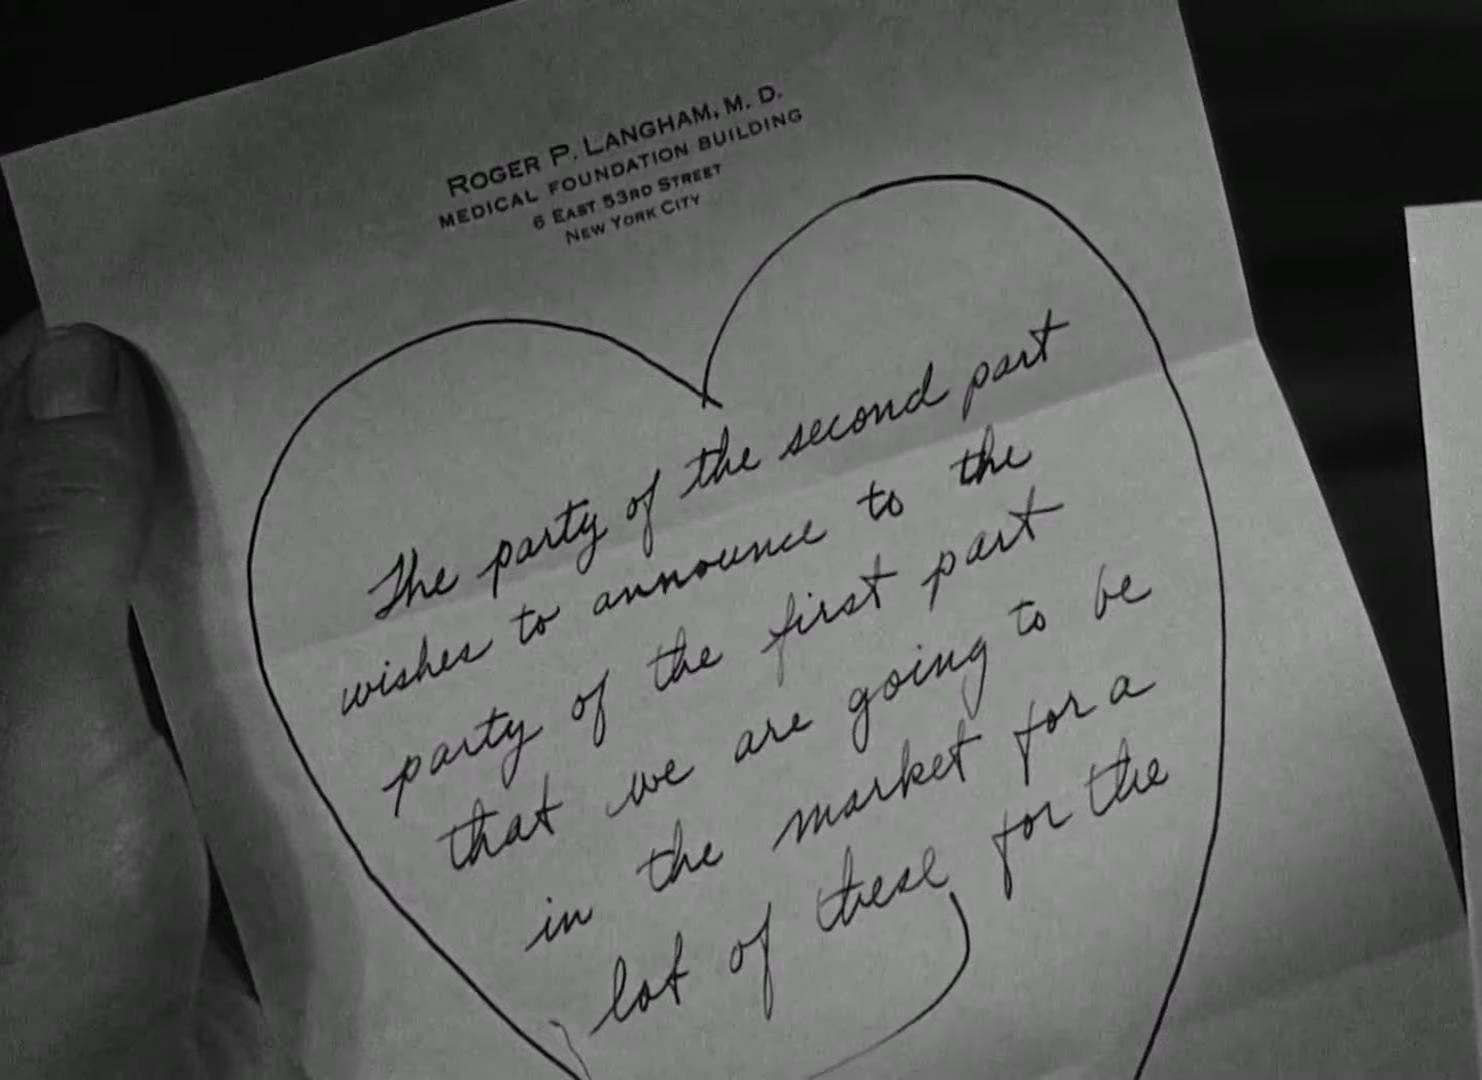 ROGER P. LANGHAM, M. D.
MEDICAL FOUNDATION BUILDING
6 EAST 53RD STREET
NEW YORK CITY
The party of the second part
wishes to announce to the
party of the first part
that we are going to be
in the market for a
lot of these for the